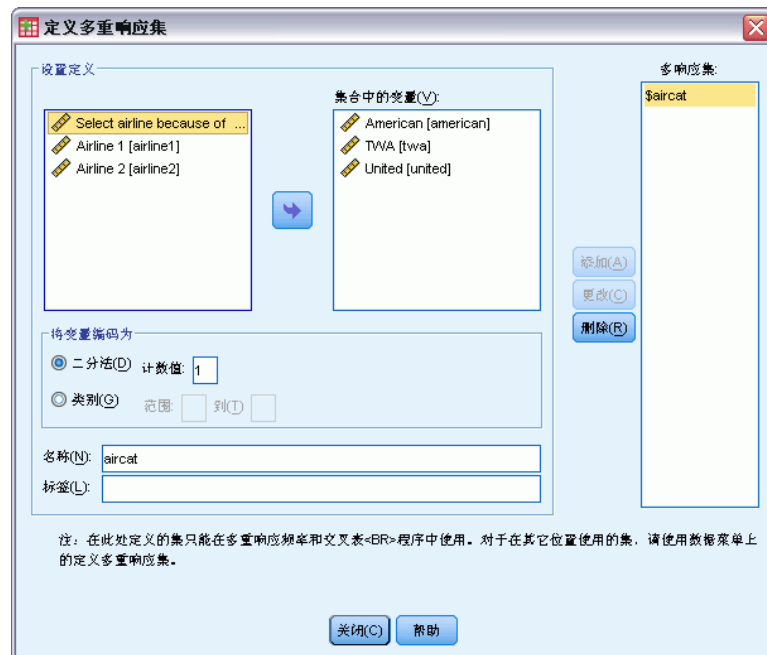 定义多重响应集
设置定义
集合中的变量(V):
多响应集:
Select airline because of ...
Airline 1 [airline1]
Airline 2 [airline2]
American [american]
TWA [twa]
United [united]
$aircat
添加(A)
更改(C)
删除(R)
将变量编码为
二分法(D) 计数值: 1
类别(G) 范围: 到(T)
名称(N): aircat
标签(L):
注：在此处定义的集只能在多重响应频率和交叉表<BR>程序中使用。对于在其它位置使用的集，请使用数据菜单上
的定义多重响应集。
关闭(C) 帮助